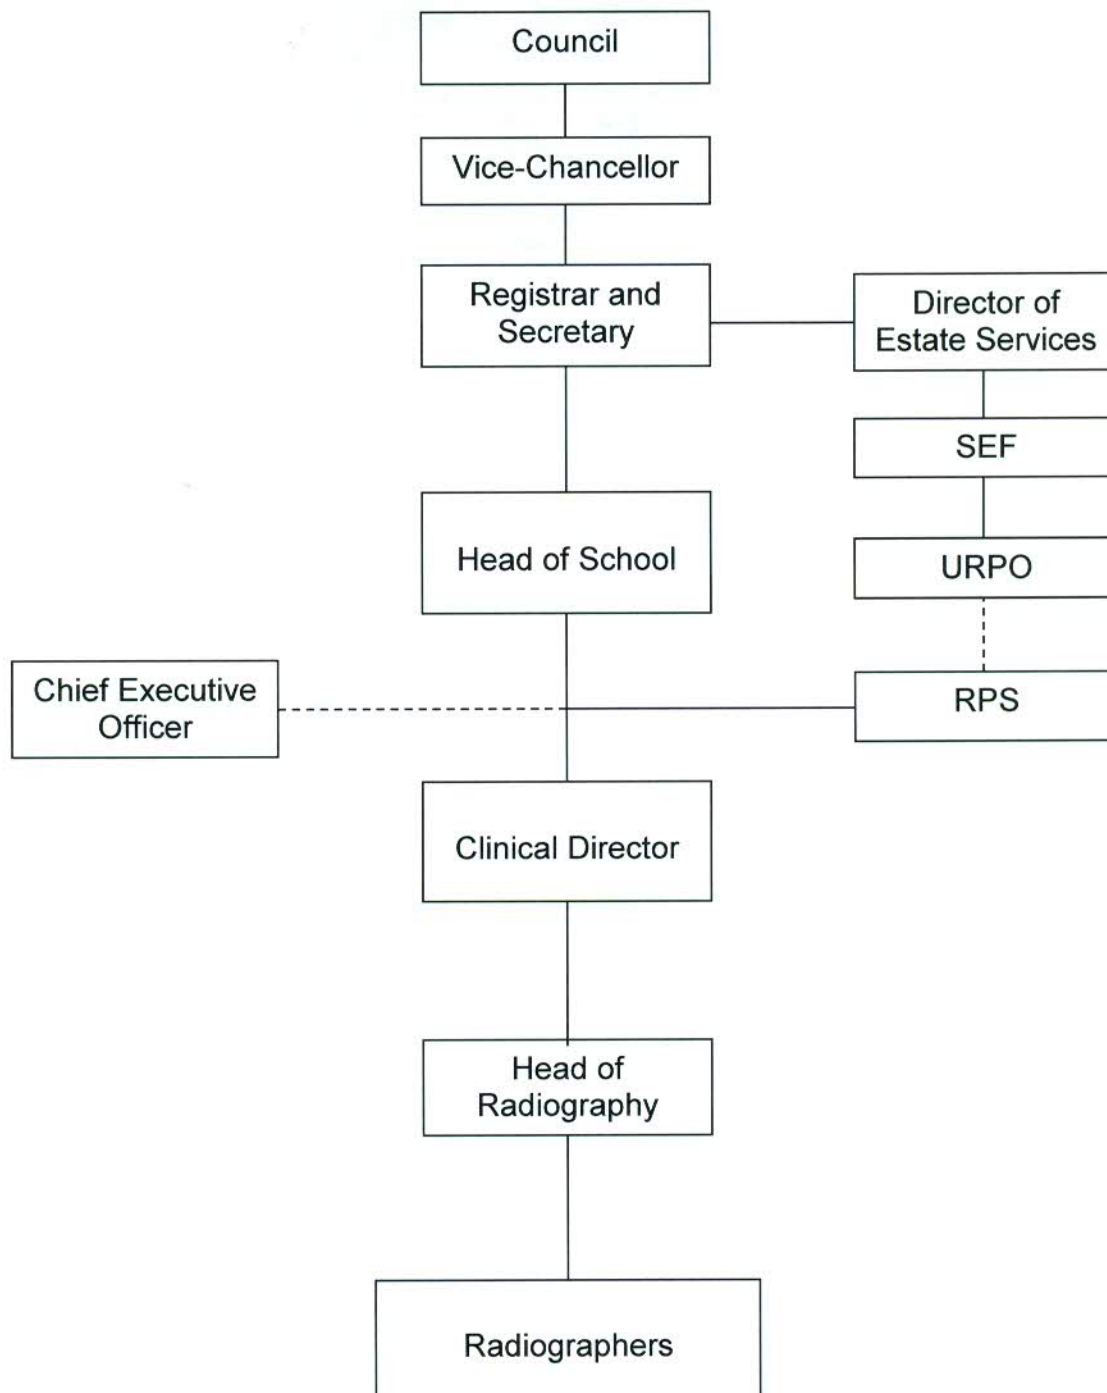 Council
Vice-Chancellor
Registrar and
Secretary
Director of
Estate Services
SEF
Head of School
URPO
Chief Executive
Officer
RPS
Clinical Director
Head of
Radiography
Radiographers